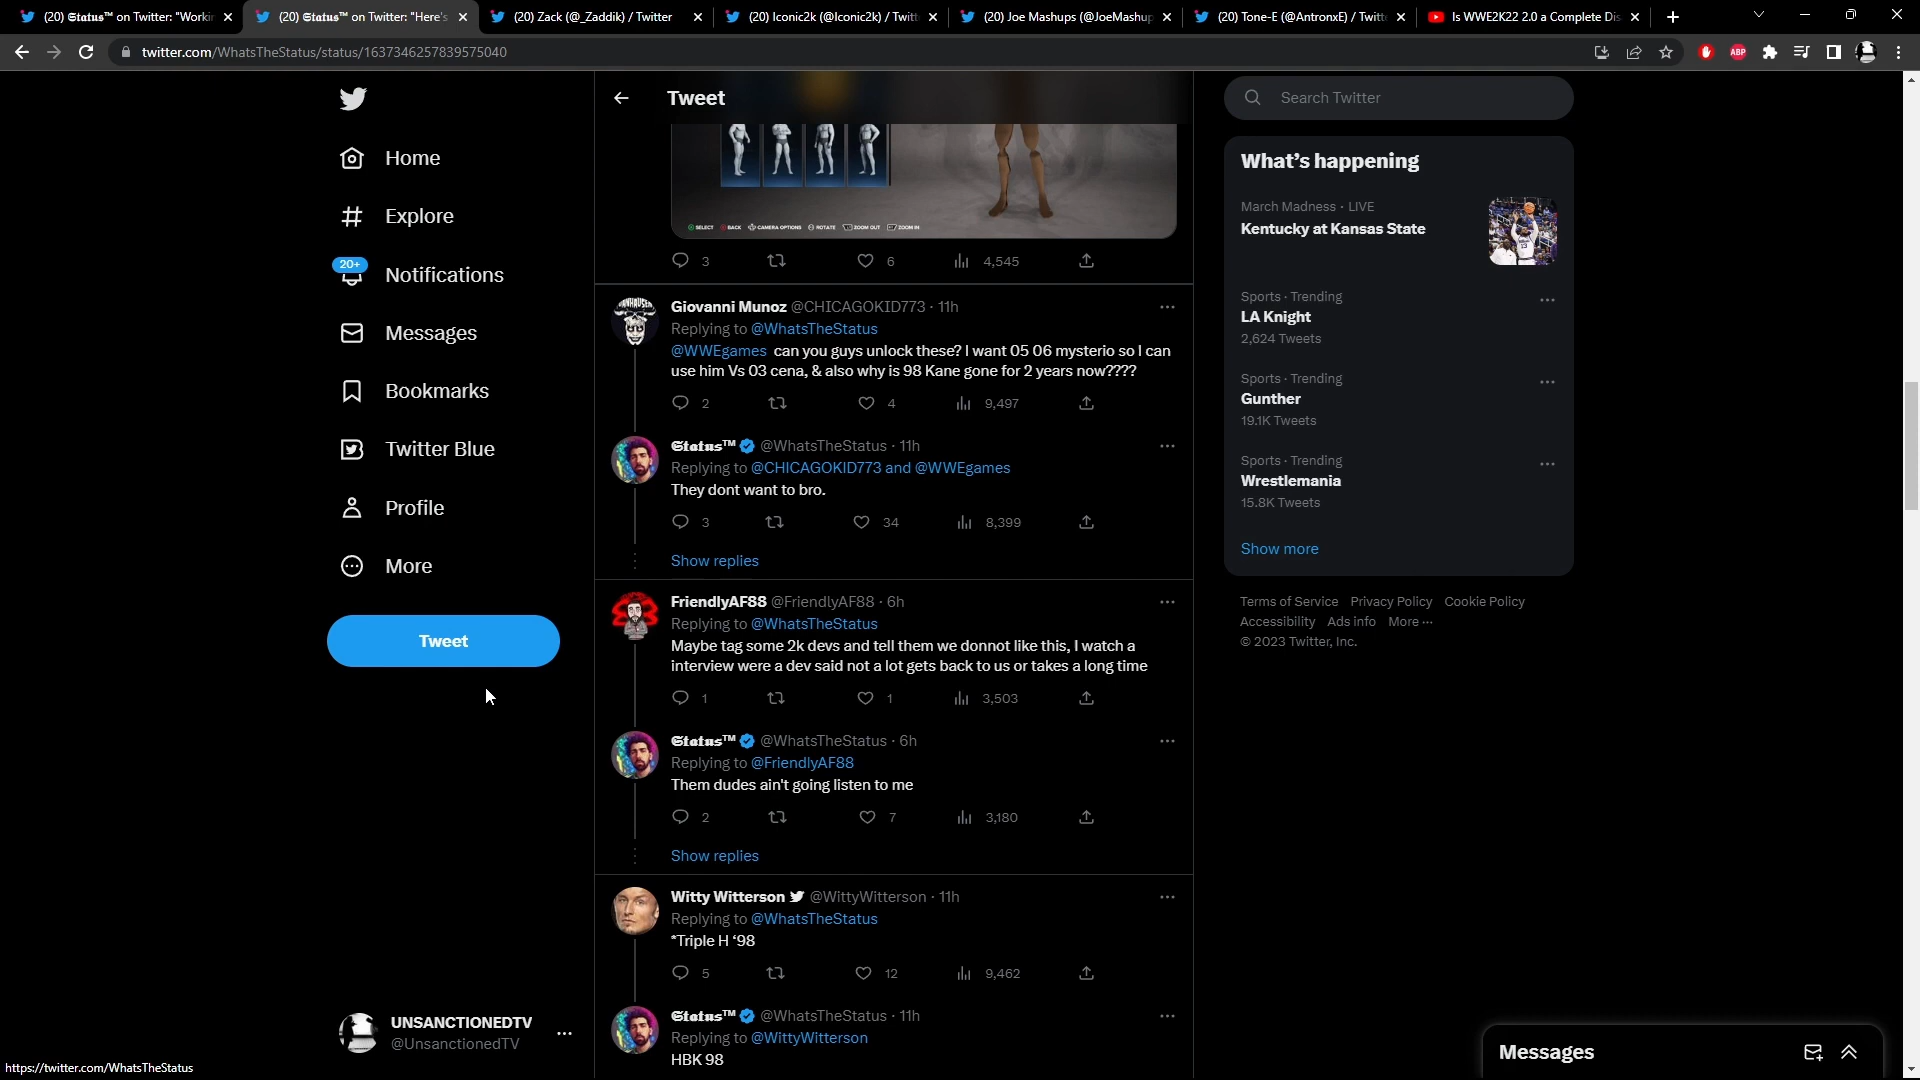 (20) 𝕾tatus™ on Twitter: "Workin
(20) 𝕾tatus™ on Twitter: "Here's
(20) Zack (@_Zaddik) / Twitter
(20) Iconic2k (@Iconic2k) / Twitt
(20) Joe Mashups (@JoeMashup
(20) Tone-E (@AntronxE) / Twitt
Is WWE2K22 2.0 a Complete Dis
twitter.com/WhatsTheStatus/status/1637346257839575040
ABP
Home
Explore
20+
Notifications
Messages
Bookmarks
Twitter Blue
Profile
More
Tweet
UNSANCTIONEDTV
@UnsanctionedTV
https://twitter.com/WhatsTheStatus
Tweet
SELECT BACK CAMERA OPTIONS ROTATE ZOOM OUT ZOOM IN
3 6 4,545
Giovanni Munoz @CHICAGOKID773 · 11h
Replying to @WhatsTheStatus
@WWEgames can you guys unlock these? I want 05 06 mysterio so I can
use him Vs 03 cena, & also why is 98 Kane gone for 2 years now????
2 4 9,497
𝕾tatus™ @WhatsTheStatus · 11h
Replying to @CHICAGOKID773 and @WWEgames
They dont want to bro.
3 34 8,399
Show replies
FriendlyAF88 @FriendlyAF88 · 6h
Replying to @WhatsTheStatus
Maybe tag some 2k devs and tell them we donnot like this, I watch a
interview were a dev said not a lot gets back to us or takes a long time
1 1 3,503
𝕾tatus™ @WhatsTheStatus · 6h
Replying to @FriendlyAF88
Them dudes ain't going listen to me
2 7 3,180
Show replies
Witty Witterson @WittyWitterson · 11h
Replying to @WhatsTheStatus
*Triple H ‘98
5 12 9,462
𝕾tatus™ @WhatsTheStatus · 11h
Replying to @WittyWitterson
HBK 98
Search Twitter
What’s happening
March Madness · LIVE
Kentucky at Kansas State
Sports · Trending
LA Knight
2,624 Tweets
Sports · Trending
Gunther
19.1K Tweets
Sports · Trending
Wrestlemania
15.8K Tweets
Show more
Terms of Service Privacy Policy Cookie Policy
Accessibility Ads info More ···
© 2023 Twitter, Inc.
Messages